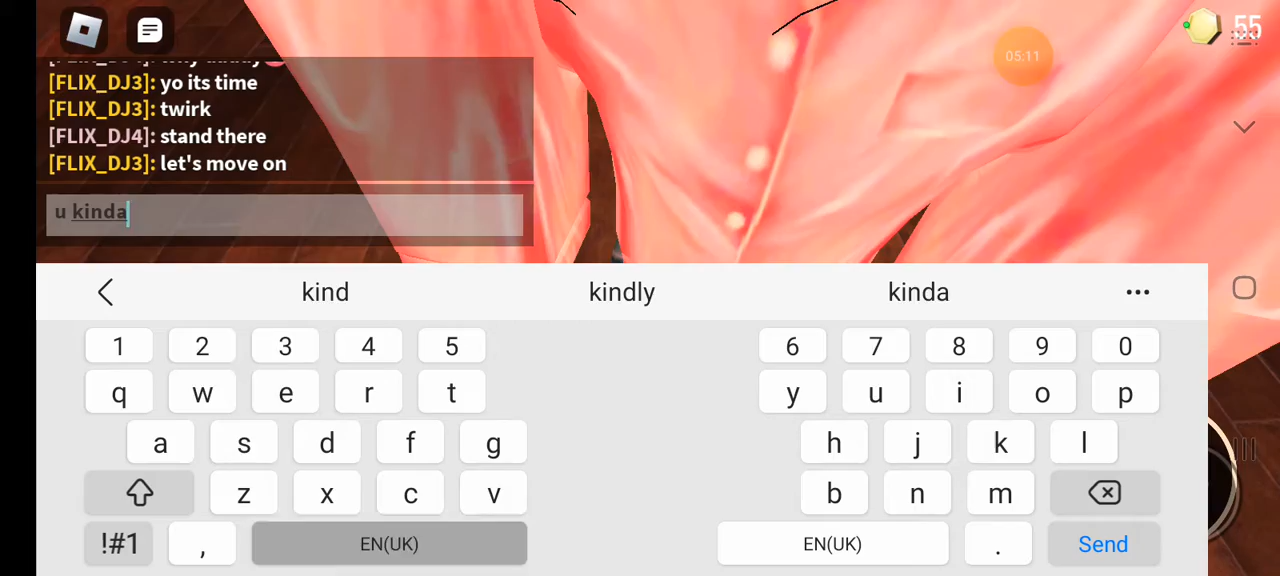 55
05:11
[FLIX_DJ3]: yo its time
[FLIX_DJ3]: twirk
[FLIX_DJ4]: stand there
[FLIX_DJ3]: let's move on
u kinda
kind kindly kinda
1 2 3 4 5 6 7 8 9 0
q w e r t y u i o p
a s d f g h j k l
z x c v b n m
!#1 , EN(UK) EN(UK) . Send